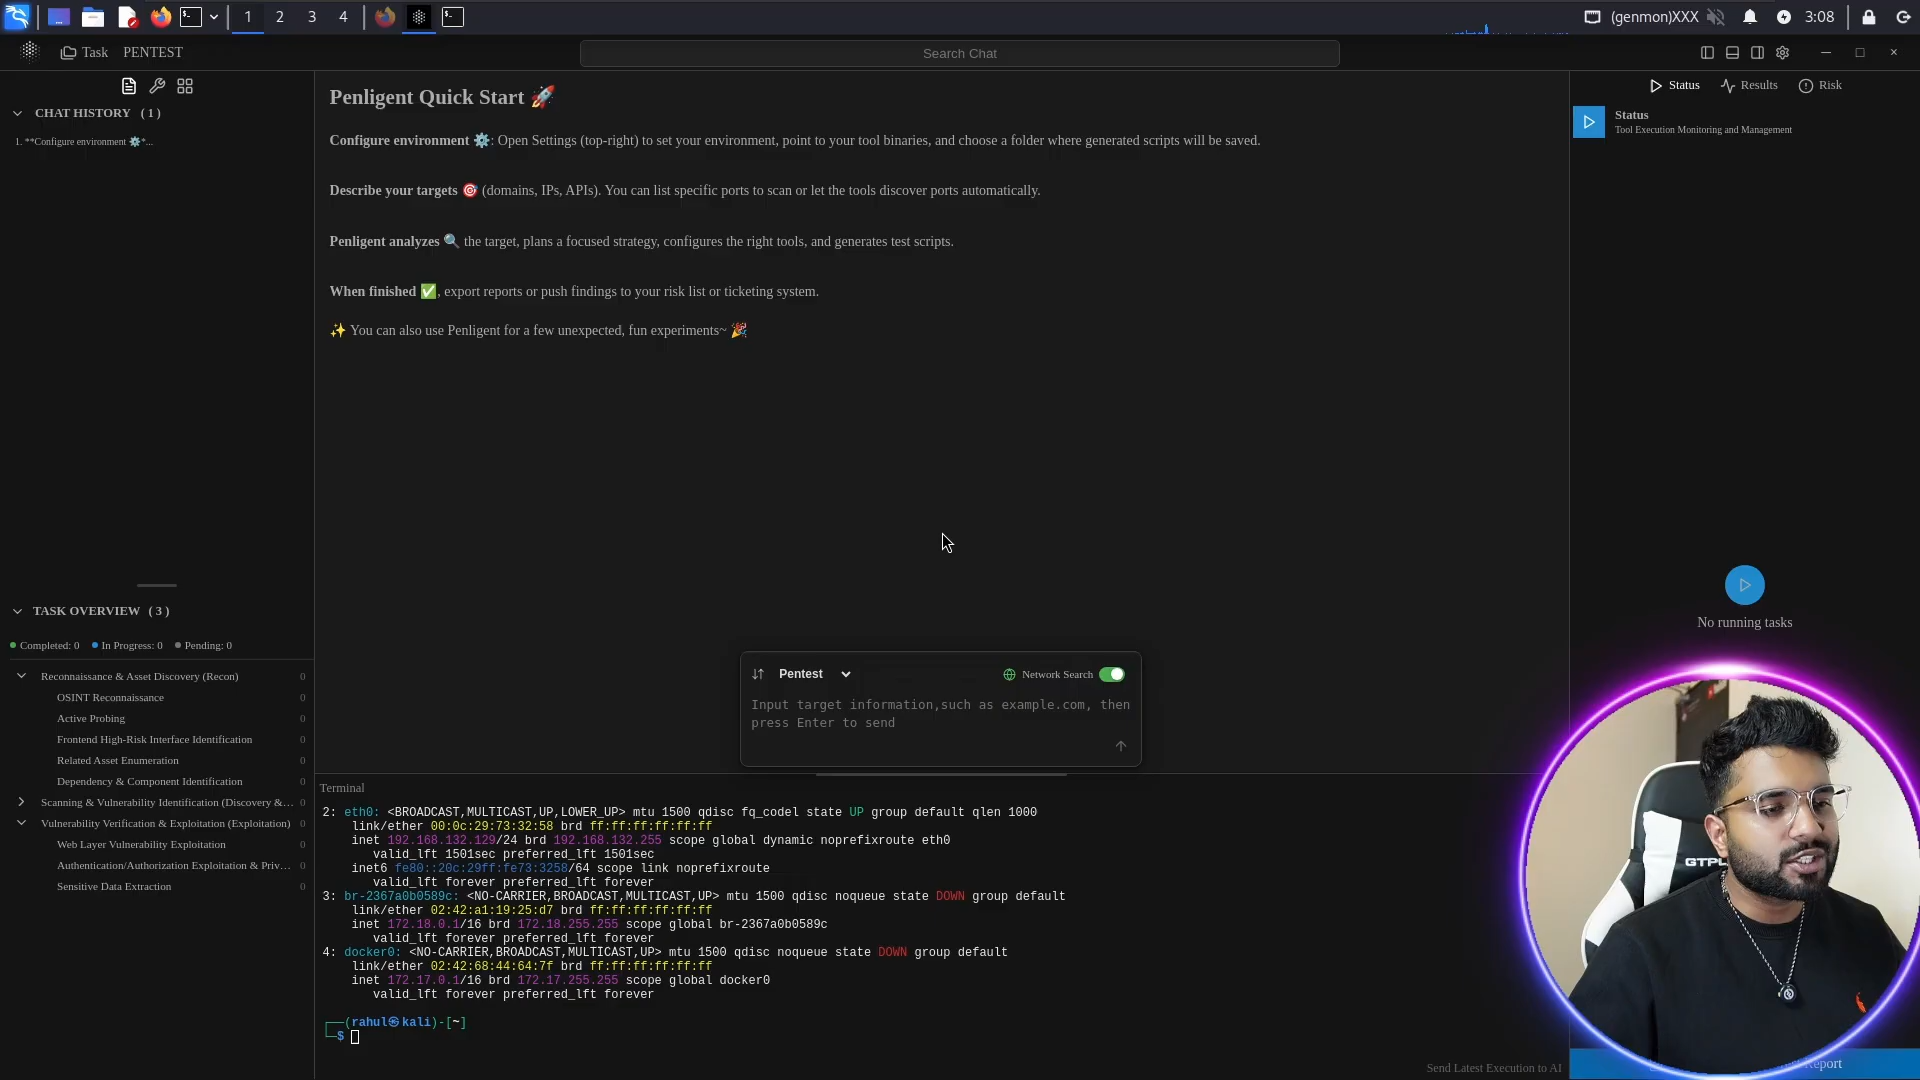 1 2 3 4 (genmon)XXX 3:08
Task PENTEST Search Chat
CHAT HISTORY (1)
1. **Configure environment ⚙️*...
Penligent Quick Start 🚀
Configure environment ⚙️: Open Settings (top-right) to set your environment, point to your tool binaries, and choose a folder where generated scripts will be saved.
Describe your targets 🎯 (domains, IPs, APIs). You can list specific ports to scan or let the tools discover ports automatically.
Penligent analyzes 🔍 the target, plans a focused strategy, configures the right tools, and generates test scripts.
When finished ✅, export reports or push findings to your risk list or ticketing system.
✨ You can also use Penligent for a few unexpected, fun experiments~ 🎉
Status Results Risk
Status
Tool Execution Monitoring and Management
No running tasks
TASK OVERVIEW (3)
Completed: 0 In Progress: 0 Pending: 0
Reconnaissance & Asset Discovery (Recon) 0
OSINT Reconnaissance 0
Active Probing 0
Frontend High-Risk Interface Identification 0
Related Asset Enumeration 0
Dependency & Component Identification 0
Scanning & Vulnerability Identification (Discovery &... 0
Vulnerability Verification & Exploitation (Exploitation) 0
Web Layer Vulnerability Exploitation 0
Authentication/Authorization Exploitation & Priv... 0
Sensitive Data Extraction 0
Pentest Network Search
Input target information,such as example.com, then
press Enter to send
Terminal
2: eth0: <BROADCAST,MULTICAST,UP,LOWER_UP> mtu 1500 qdisc fq_codel state UP group default qlen 1000
link/ether 00:0c:29:73:32:58 brd ff:ff:ff:ff:ff:ff
inet 192.168.132.129/24 brd 192.168.132.255 scope global dynamic noprefixroute eth0
valid_lft 1501sec preferred_lft 1501sec
inet6 fe80::20c:29ff:fe73:3258/64 scope link noprefixroute
valid_lft forever preferred_lft forever
3: br-2367a0b0589c: <NO-CARRIER,BROADCAST,MULTICAST,UP> mtu 1500 qdisc noqueue state DOWN group default
link/ether 02:42:a1:19:25:d7 brd ff:ff:ff:ff:ff:ff
inet 172.18.0.1/16 brd 172.18.255.255 scope global br-2367a0b0589c
valid_lft forever preferred_lft forever
4: docker0: <NO-CARRIER,BROADCAST,MULTICAST,UP> mtu 1500 qdisc noqueue state DOWN group default
link/ether 02:42:68:44:64:7f brd ff:ff:ff:ff:ff:ff
inet 172.17.0.1/16 brd 172.17.255.255 scope global docker0
valid_lft forever preferred_lft forever
┌──(rahul㉿kali)-[~]
└─$
Send Latest Execution to AI
Report
GTPL